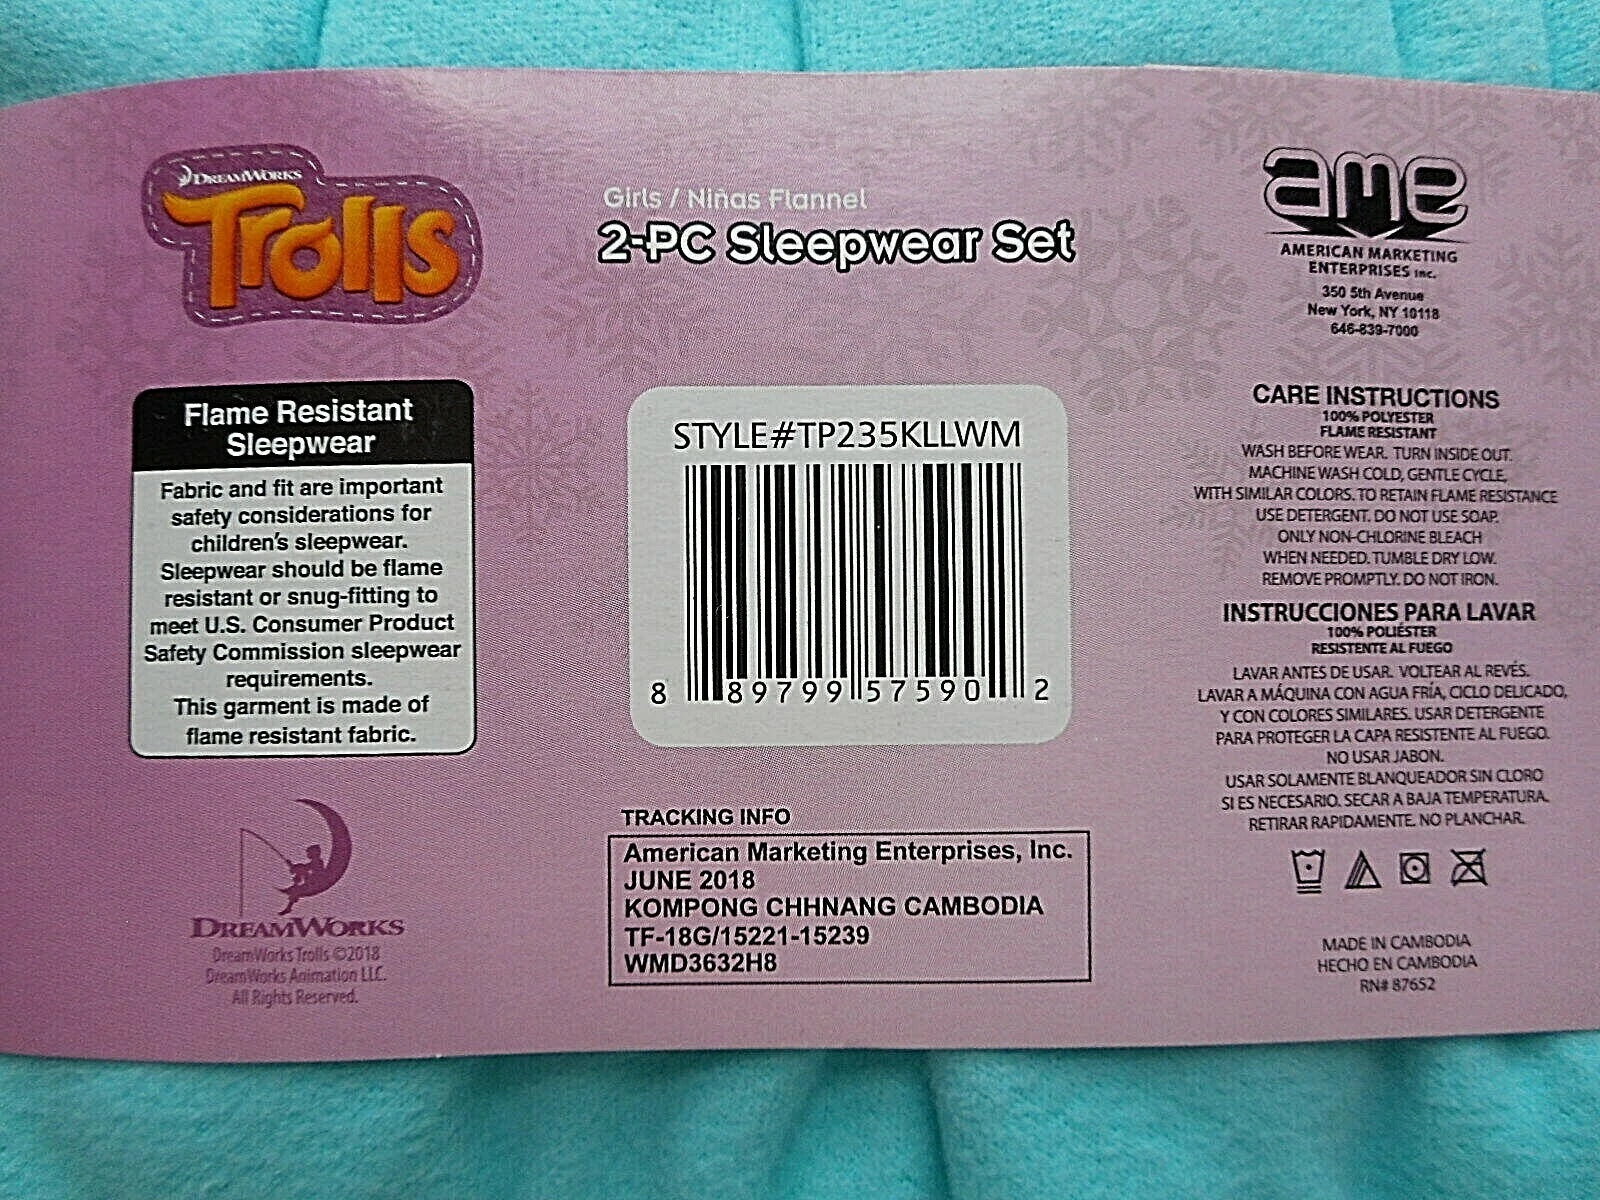 DREAMWORKS
Trolls
Girls / Niñas Flannel
2-PC Sleepwear Set
ame
AMERICAN MARKETING
ENTERPRISES INC.
350 5th Avenue
New York, NY 10118
646-839-7000
Flame Resistant
Sleepwear
Fabric and fit are important
safety considerations for
children's sleepwear.
Sleepwear should be flame
resistant or snug-fitting to
meet U.S. Consumer Product
Safety Commission sleepwear
requirements.
This garment is made of
flame resistant fabric.
STYLE#TP235KLLWM
8 89799 57590 2
CARE INSTRUCTIONS
100% POLYESTER
FLAME RESISTANT
WASH BEFORE WEAR. TURN INSIDE OUT.
MACHINE WASH COLD, GENTLE CYCLE,
WITH SIMILAR COLORS. TO RETAIN FLAME RESISTANCE
USE DETERGENT. DO NOT USE SOAP.
ONLY NON-CHLORINE BLEACH
WHEN NEEDED. TUMBLE DRY LOW.
REMOVE PROMPTLY. DO NOT IRON.
INSTRUCCIONES PARA LAVAR
100% POLIÉSTER
RESISTENTE AL FUEGO
LAVAR ANTES DE USAR. VOLTEAR AL REVÉS.
LAVAR A MÁQUINA CON AGUA FRÍA, CICLO DELICADO,
Y CON COLORES SIMILARES. USAR DETERGENTE
PARA PROTEGER LA CAPA RESISTENTE AL FUEGO.
NO USAR JABON.
USAR SOLAMENTE BLANQUEADOR SIN CLORO
SI ES NECESARIO. SECAR A BAJA TEMPERATURA.
RETIRAR RAPIDAMENTE. NO PLANCHAR.
DREAMWORKS
DreamWorks Trolls ©2018
DreamWorks Animation LLC.
All Rights Reserved.
TRACKING INFO
American Marketing Enterprises, Inc.
JUNE 2018
KOMPONG CHHNANG CAMBODIA
TF-18G/15221-15239
WMD3632H8
MADE IN CAMBODIA
HECHO EN CAMBODIA
RN# 87652